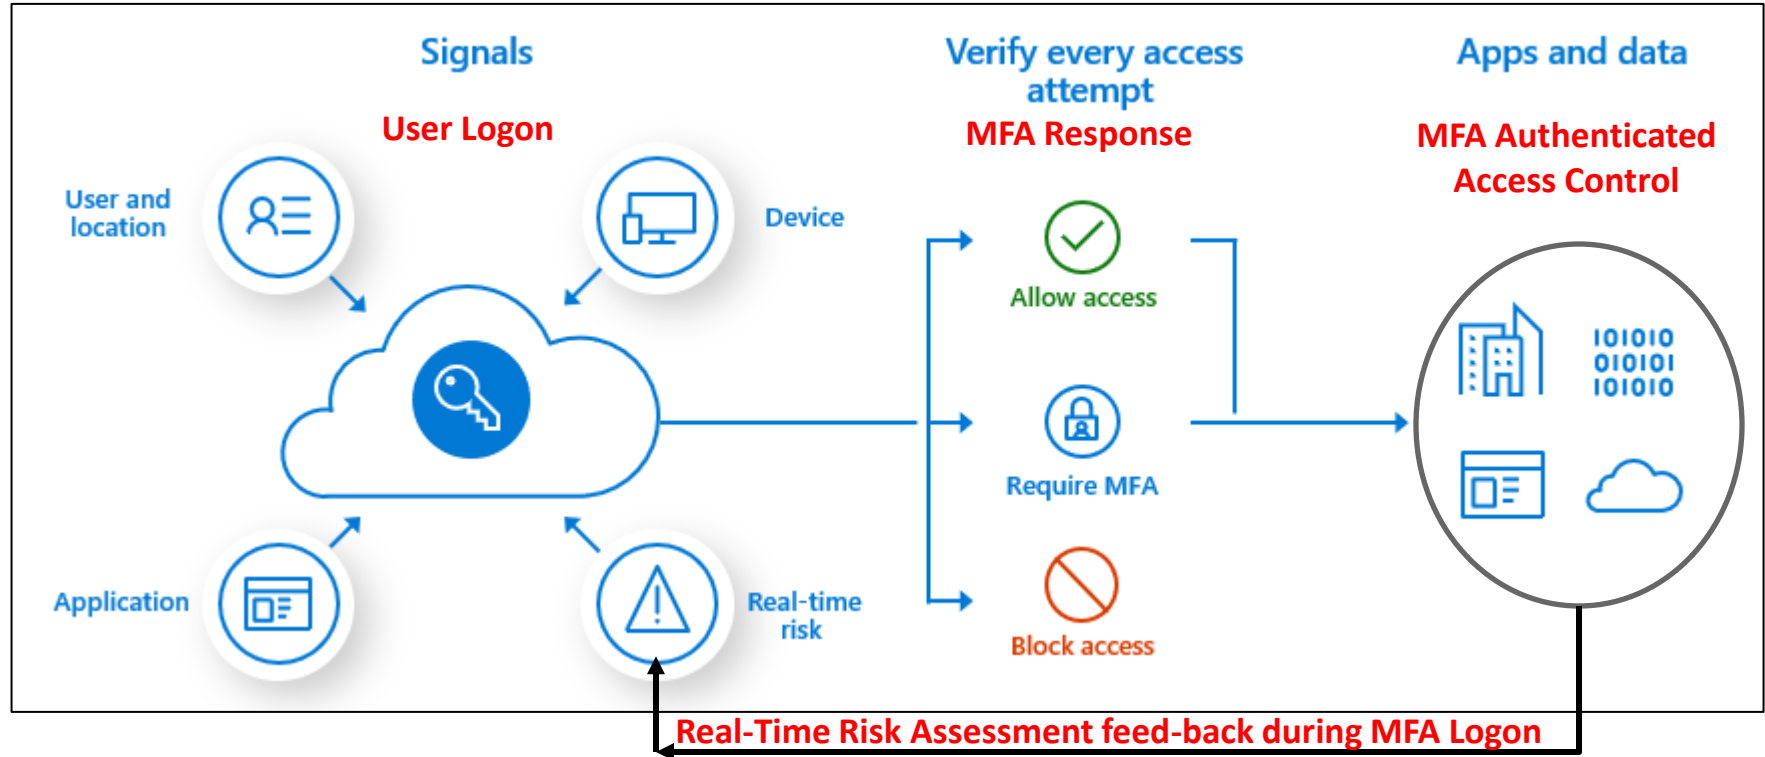 Signals
User Logon
User and
location
Device
Application
Real-time
risk
Verify every access
attempt
MFA Response
Allow access
Require MFA
Block access
Apps and data
MFA Authenticated
Access Control
101010
010101
101010
Real-Time Risk Assessment feed-back during MFA Logon